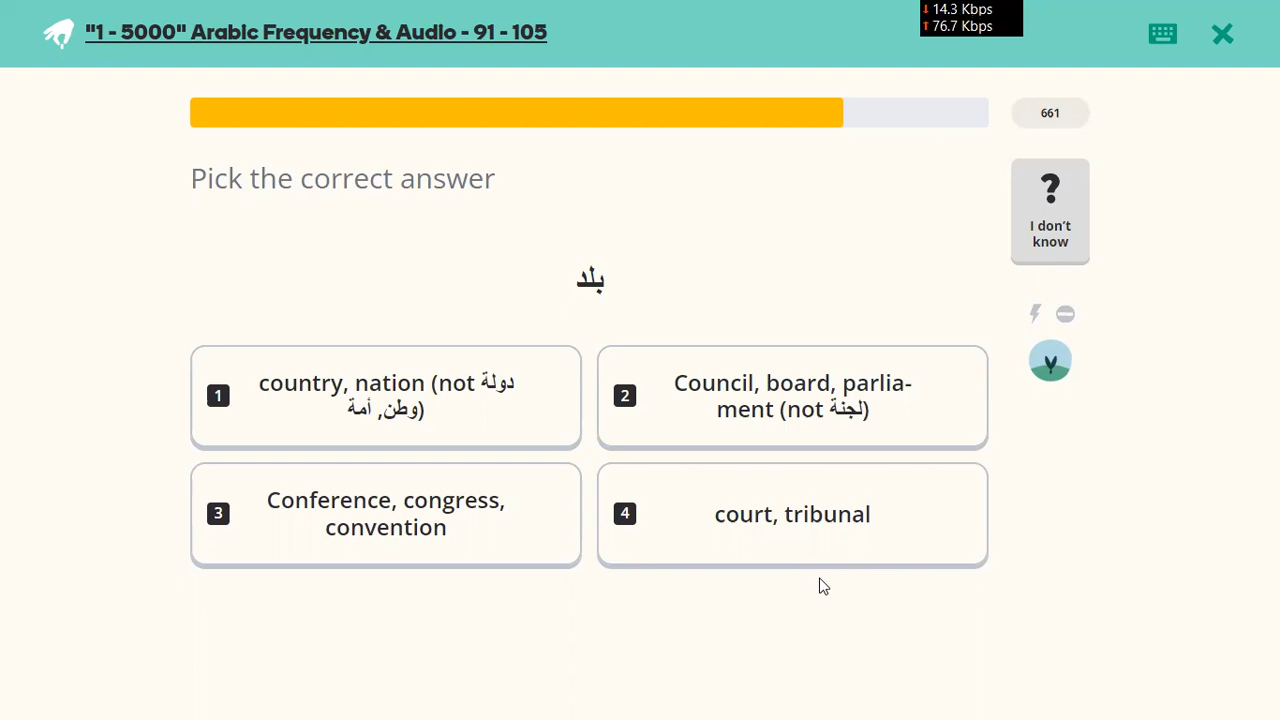 "1 - 5000" Arabic Frequency & Audio - 91 - 105
14.3 Kbps
76.7 Kbps
661
Pick the correct answer
?
I don't
know
بلد
1
country, nation (not دولة
وطن, أمة)
2
Council, board, parlia-
ment (not لجنة)
3
Conference, congress,
convention
4
court, tribunal